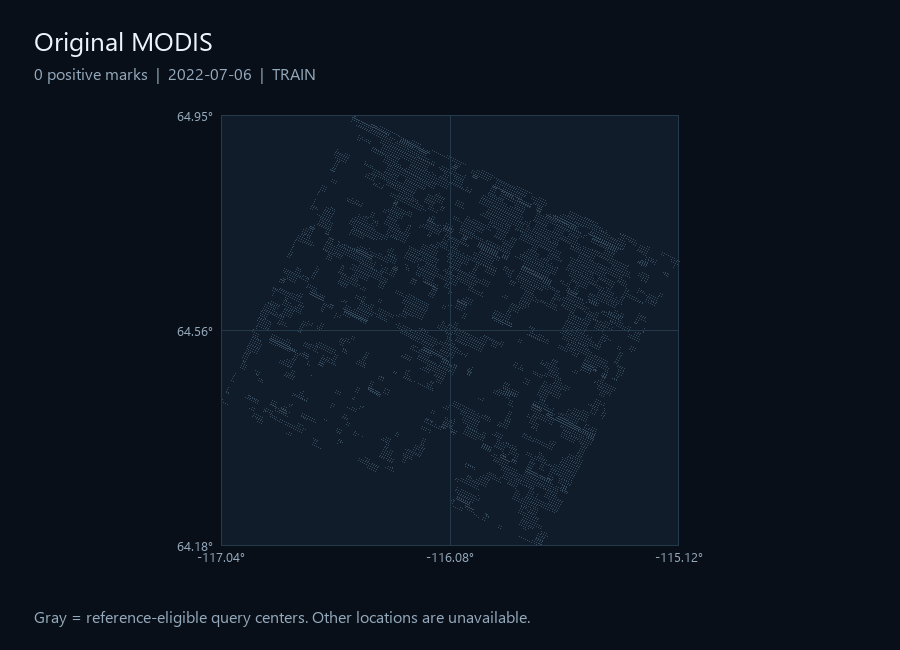 Original MODIS
0 positive marks | 2022-07-06 | TRAIN
64.95°
64.56°
64.18°
-117.04°
-116.08°
-115.12°
Gray = reference-eligible query centers. Other locations are unavailable.